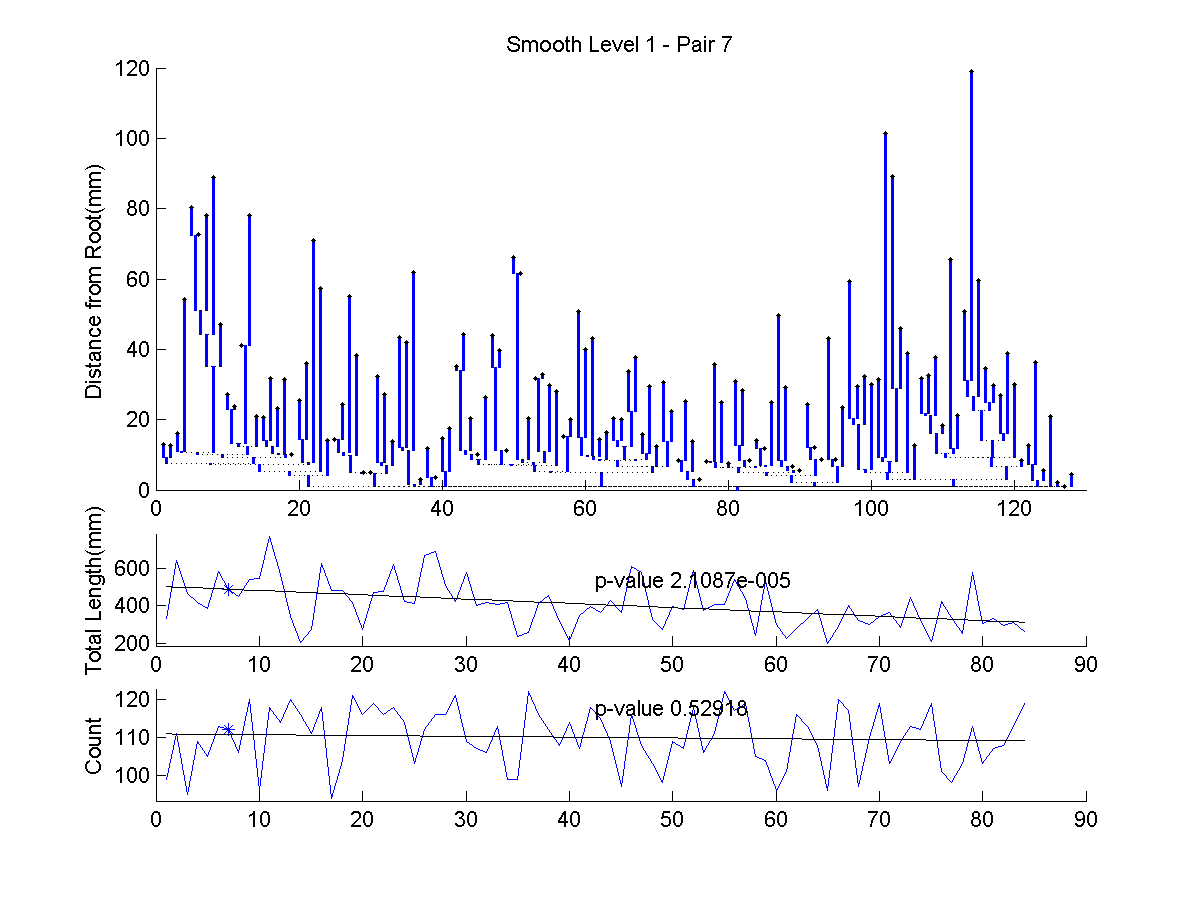 Smooth Level 1 - Pair 7
120
100
80
60
40
20
0
Distance from Root(mm)
0 20 40 60 80 100 120
600
400
200
Total Length(mm)
p-value 2.1087e-005
0 10 20 30 40 50 60 70 80 90
120
110
100
Count
p-value 0.52918
0 10 20 30 40 50 60 70 80 90